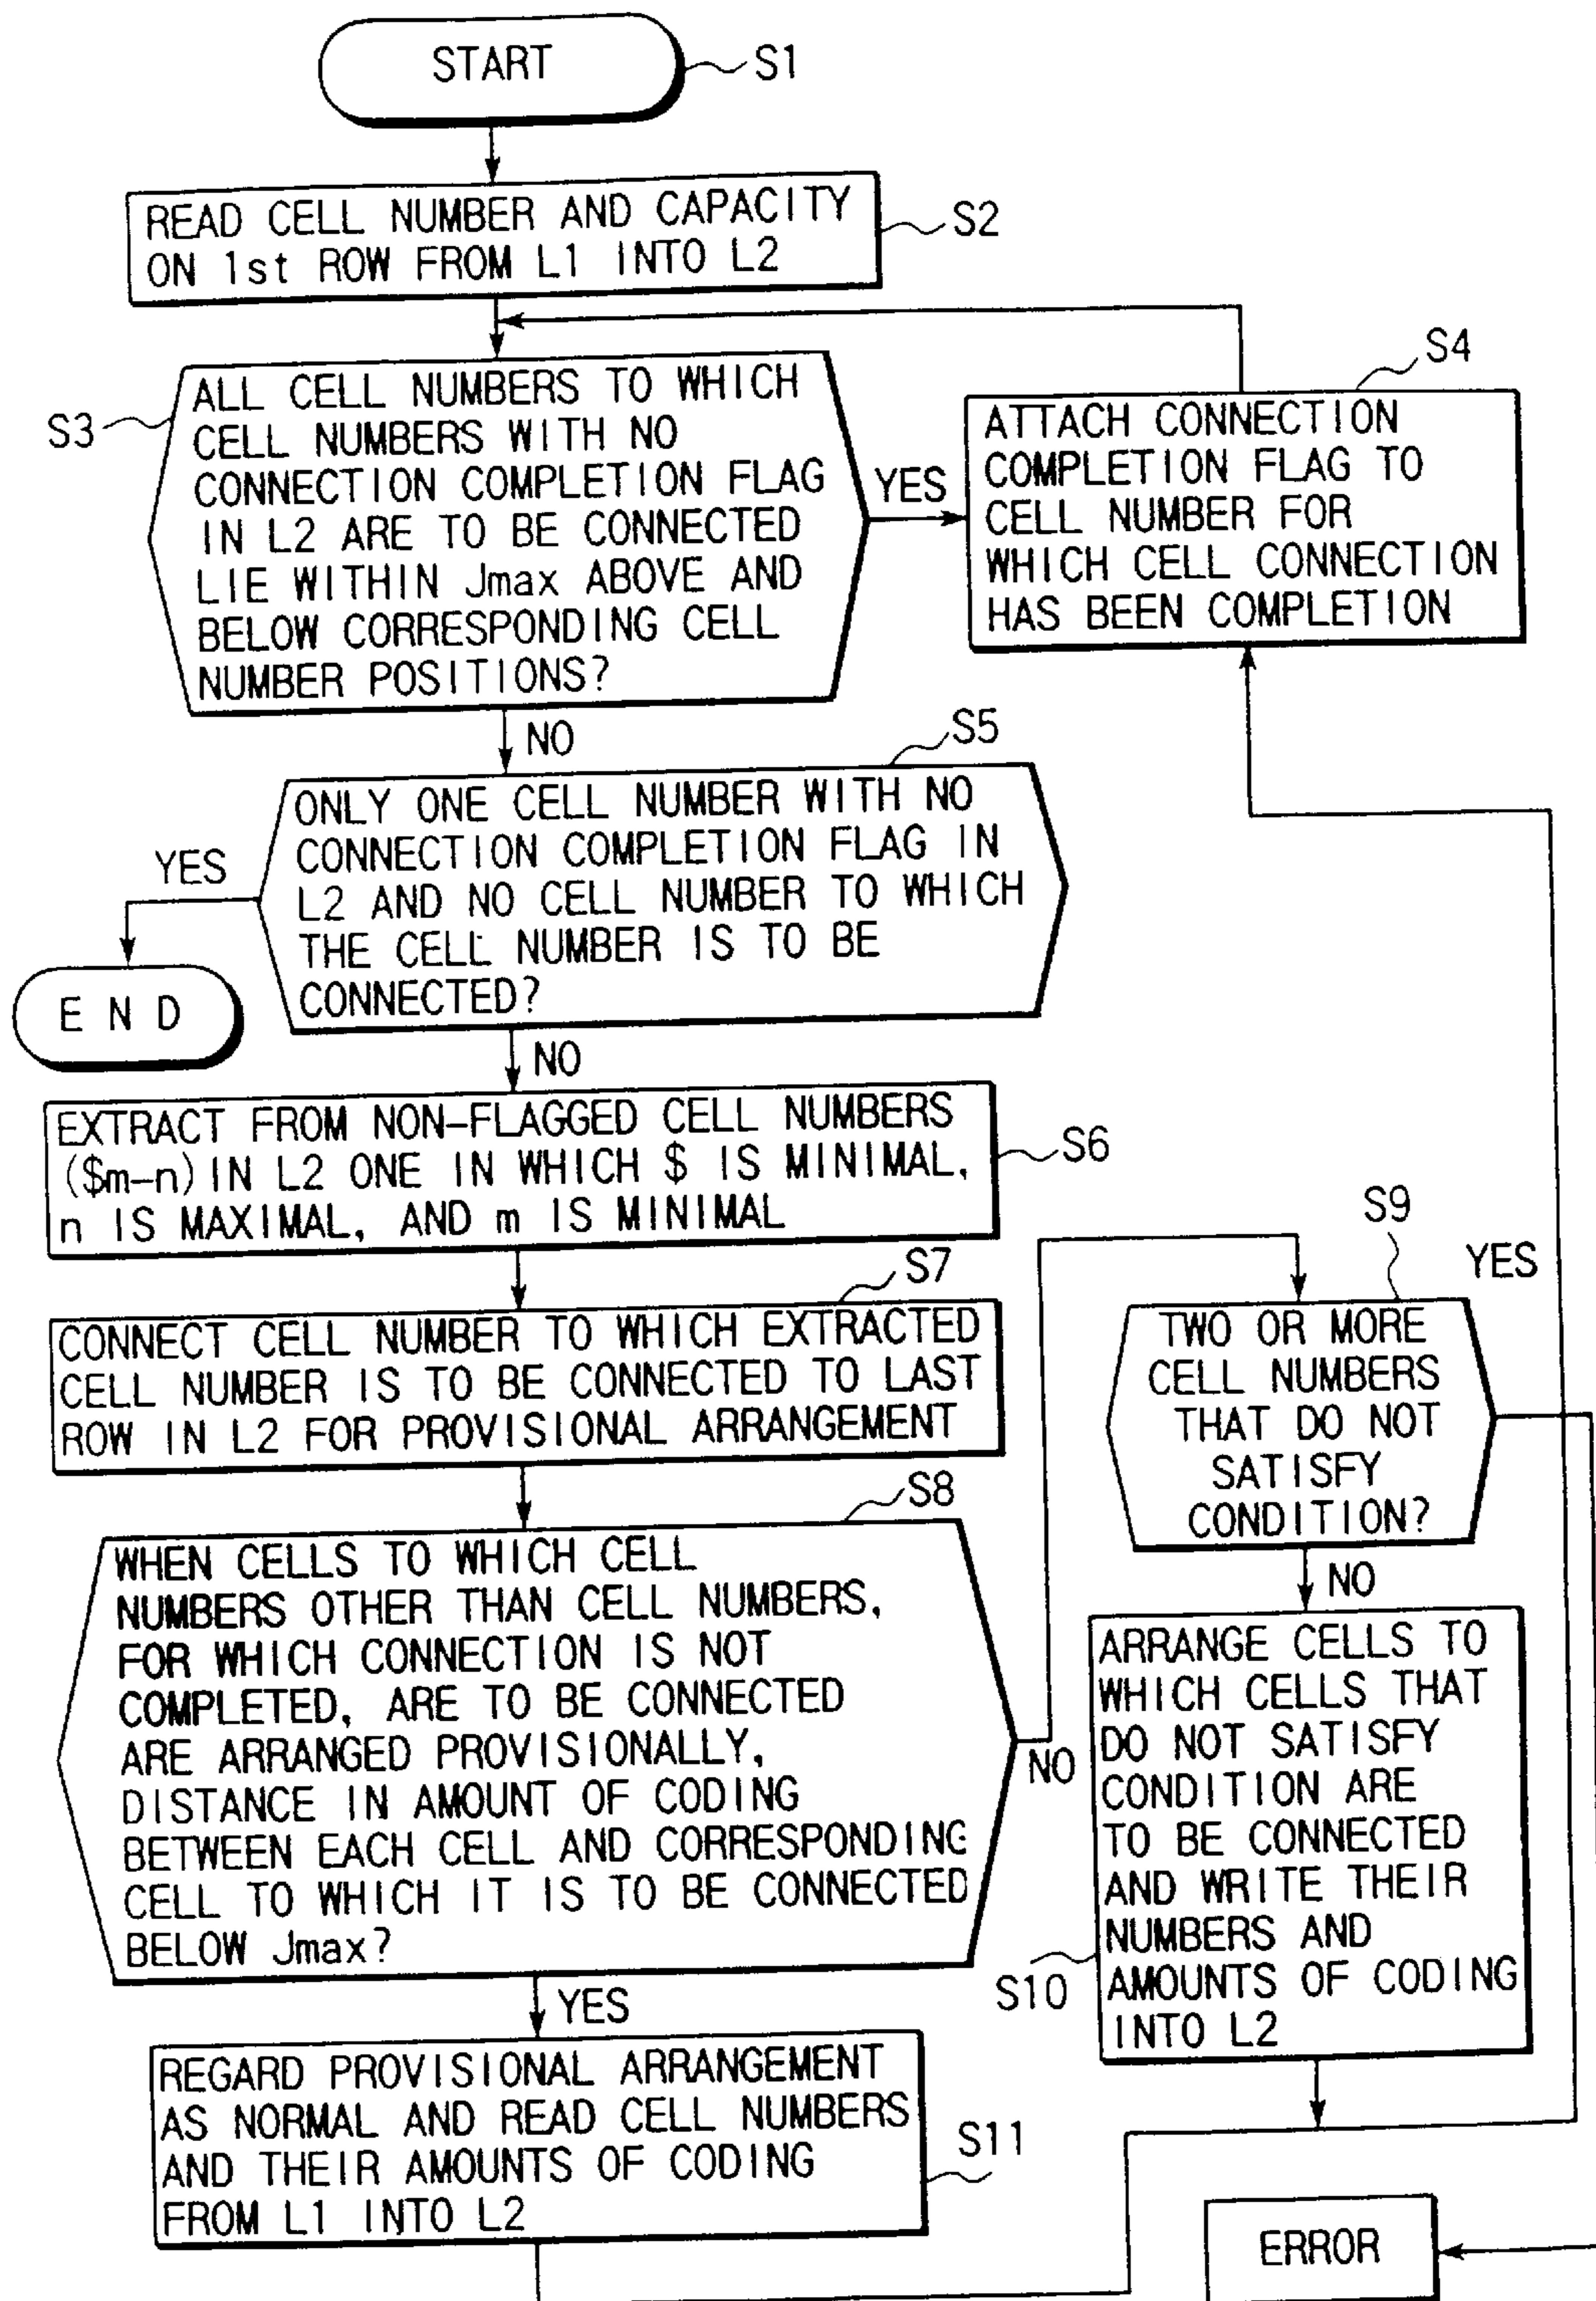 START
S1
READ CELL NUMBER AND CAPACITY
ON 1st ROW FROM L1 INTO L2
S2
ALL CELL NUMBERS TO WHICH
CELL NUMBERS WITH NO
CONNECTION COMPLETION FLAG
IN L2 ARE TO BE CONNECTED
LIE WITHIN Jmax ABOVE AND
BELOW CORRESPONDING CELL
NUMBER POSITIONS?
S3
YES
S4
ATTACH CONNECTION
COMPLETION FLAG TO
CELL NUMBER FOR
WHICH CELL CONNECTION
HAS BEEN COMPLETION
NO
S5
ONLY ONE CELL NUMBER WITH NO
CONNECTION COMPLETION FLAG IN
L2 AND NO CELL NUMBER TO WHICH
THE CELL NUMBER IS TO BE
CONNECTED?
YES
END
NO
EXTRACT FROM NON-FLAGGED CELL NUMBERS
($m-n) IN L2 ONE IN WHICH $ IS MINIMAL,
n IS MAXIMAL, AND m IS MINIMAL
S6
S7
CONNECT CELL NUMBER TO WHICH EXTRACTED
CELL NUMBER IS TO BE CONNECTED TO LAST
ROW IN L2 FOR PROVISIONAL ARRANGEMENT
S8
WHEN CELLS TO WHICH CELL
NUMBERS OTHER THAN CELL NUMBERS,
FOR WHICH CONNECTION IS NOT
COMPLETED, ARE TO BE CONNECTED
ARE ARRANGED PROVISIONALLY,
DISTANCE IN AMOUNT OF CODING
BETWEEN EACH CELL AND CORRESPONDING
CELL TO WHICH IT IS TO BE CONNECTED
BELOW Jmax?
NO
S9
YES
TWO OR MORE
CELL NUMBERS
THAT DO NOT
SATISFY
CONDITION?
NO
ARRANGE CELLS TO
WHICH CELLS THAT
DO NOT SATISFY
CONDITION ARE
TO BE CONNECTED
AND WRITE THEIR
NUMBERS AND
AMOUNTS OF CODING
INTO L2
S10
YES
REGARD PROVISIONAL ARRANGEMENT
AS NORMAL AND READ CELL NUMBERS
AND THEIR AMOUNTS OF CODING
FROM L1 INTO L2
S11
ERROR